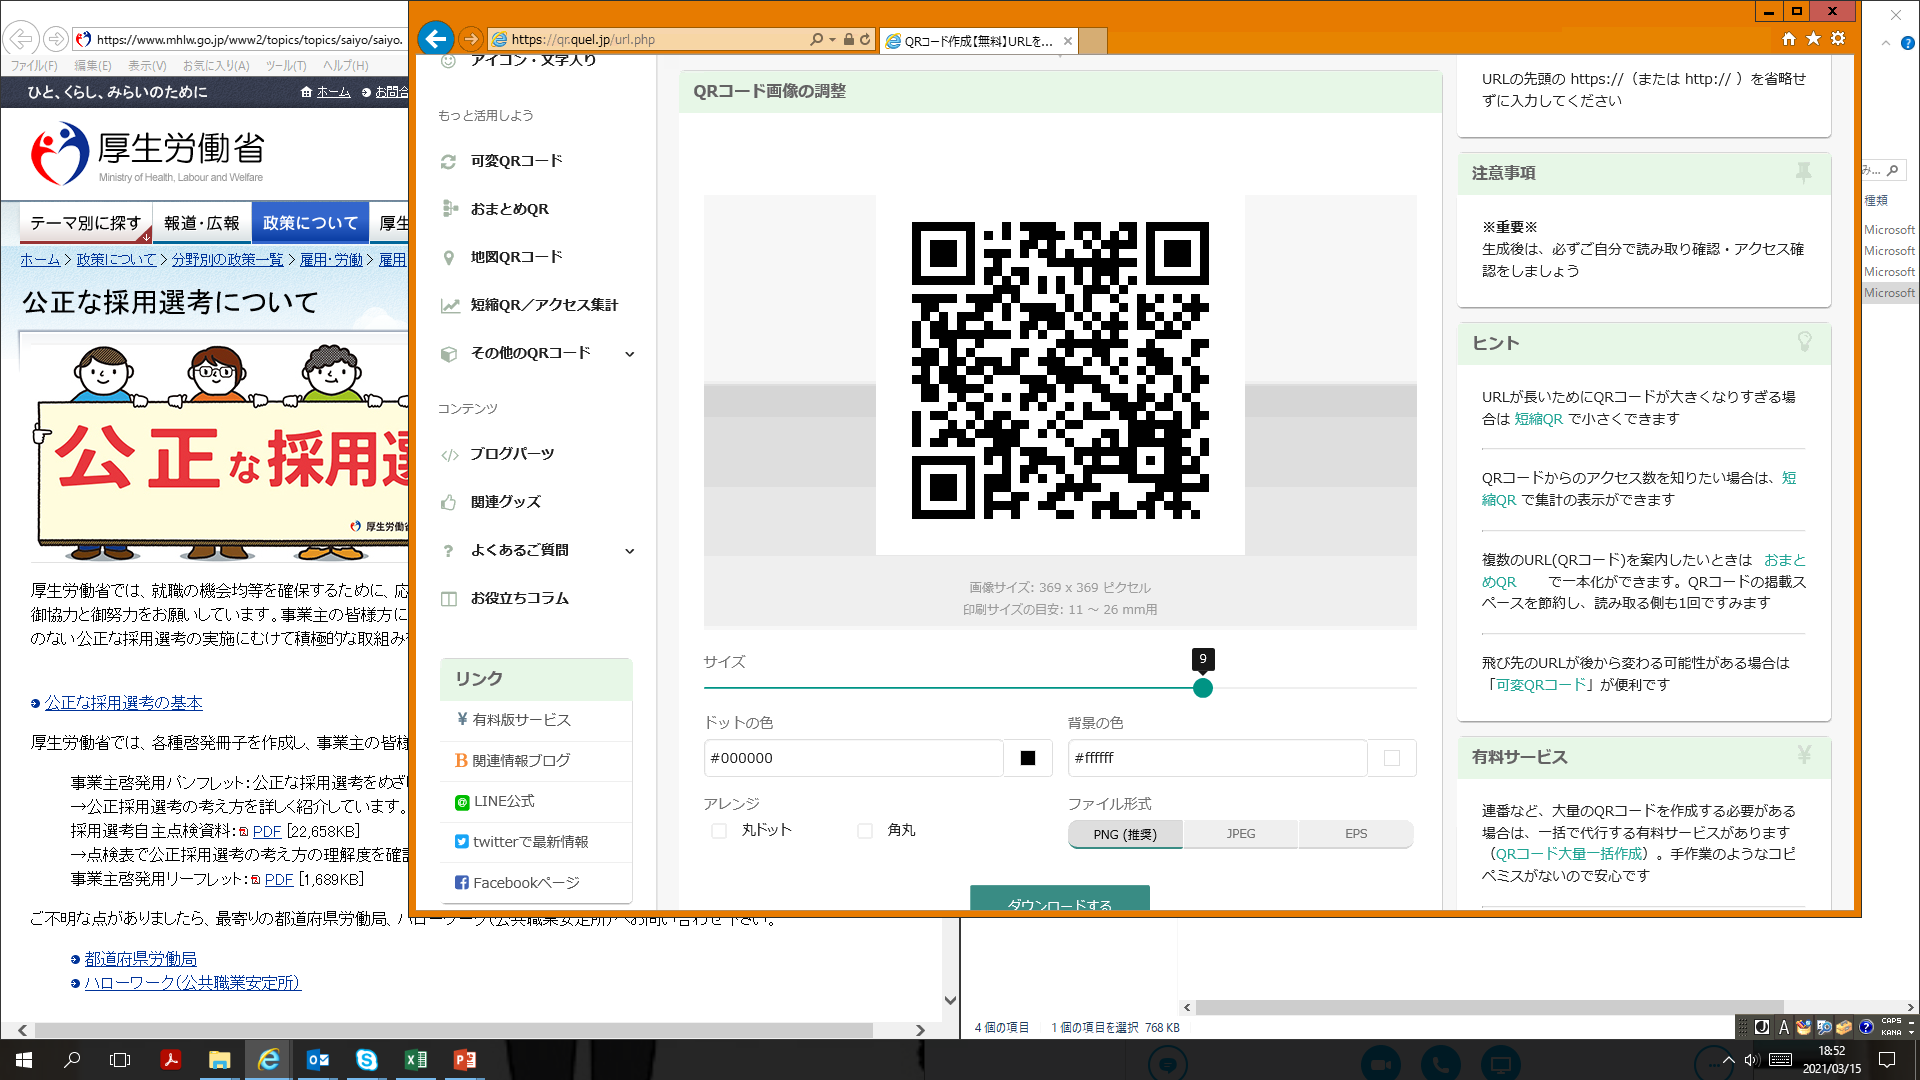 https://www.mhlw.go.jp/www2/topics/topics/saiyo/saiyo.
ファイル(F) 編集(E) 表示(V) お気に入り(A) ツール(T) ヘルプ(H)
ひと、くらし、みらいのために
ホーム
お問合
厚生労働省
Ministry of Health, Labour and Welfare
テーマ別に探す 報道・広報 政策について 厚生
ホーム > 政策について > 分野別の政策一覧 > 雇用・労働 > 雇用
公正な採用選考について
公正な採用選
厚生労働省
厚生労働省では、就職の機会均等を確保するために、応
御協力と御努力をお願いしています。事業主の皆様方に
のない公正な採用選考の実施にむけて積極的な取組み
公正な採用選考の基本
厚生労働省では、各種啓発冊子を作成し、事業主の皆様
事業主啓発用パンフレット：公正な採用選考をめざ
→公正採用選考の考え方を詳しく紹介しています。
採用選考自主点検資料： PDF [22,658KB]
→点検表で公正採用選考の考え方の理解度を確認
事業主啓発用リーフレット： PDF [1,689KB]
ご不明な点がありましたら、最寄りの都道府県労働局、ハローワーク（公共職業安定所）へお問い合わせ下さい。
都道府県労働局
ハローワーク（公共職業安定所）
https://qr.quel.jp/url.php
QRコード作成【無料】URLを...
アイコン・文字入り
もっと活用しよう
可変QRコード
おまとめQR
地図QRコード
短縮QR／アクセス集計
その他のQRコード
コンテンツ
ブログパーツ
関連グッズ
よくあるご質問
お役立ちコラム
リンク
有料版サービス
関連情報ブログ
LINE公式
twitterで最新情報
Facebookページ
QRコード画像の調整
画像サイズ: 369 x 369 ピクセル
印刷サイズの目安: 11 ～ 26 mm用
サイズ
9
ドットの色
#000000
背景の色
#ffffff
アレンジ
丸ドット
角丸
ファイル形式
PNG (推奨) JPEG EPS
ダウンロードする
URLの先頭の https://（または http:// ）を省略せ
ずに入力してください
注意事項
※重要※
生成後は、必ずご自分で読み取り確認・アクセス確
認をしましょう
ヒント
URLが長いためにQRコードが大きくなりすぎる場
合は 短縮QR で小さくできます
QRコードからのアクセス数を知りたい場合は、短
縮QR で集計の表示ができます
複数のURL(QRコード)を案内したいときは おまと
めQR で一本化ができます。QRコードの掲載ス
ペースを節約し、読み取る側も1回ですみます
飛び先のURLが後から変わる可能性がある場合は
「可変QRコード」が便利です
有料サービス
連番など、大量のQRコードを作成する必要がある
場合は、一括で代行する有料サービスがあります
（QRコード大量一括作成）。手作業のようなコピ
ペミスがないので安心です
み...
種類
Microsoft
Microsoft
Microsoft
Microsoft
4 個の項目 1 個の項目を選択 768 KB
A
CAPS
KANA
18:52
2021/03/15